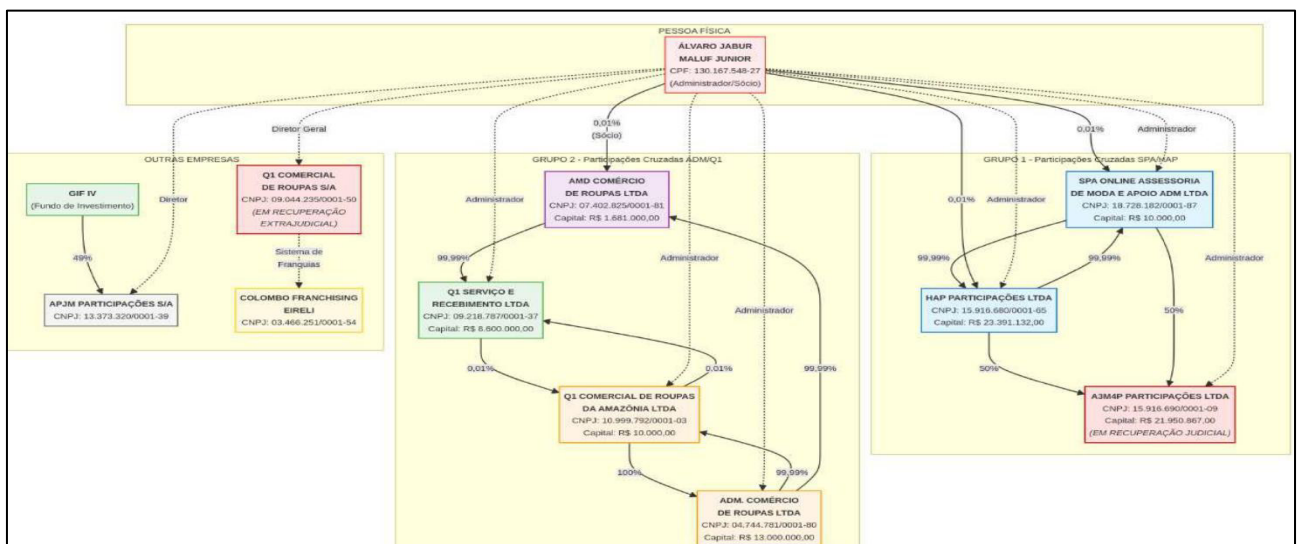 PESSOA FÍSICA
ÁLVARO JABUR
MALUF JUNIOR
CPF: 130.167.548-27
(Administrador/Sócio)
0,01%
(Sócio)
Diretor Geral
0,01%
Administrador
OUTRAS EMPRESAS
GIF IV
(Fundo de Investimento)
Q1 COMERCIAL
DE ROUPAS S/A
CNPJ: 09.044.235/0001-50
(EM RECUPERAÇÃO
EXTRAJUDICIAL)
Diretor
49%
Sistema de
Franquias
APJM PARTICIPAÇÕES S/A
CNPJ: 13.373.320/0001-39
COLOMBO FRANCHISING
EIRELI
CNPJ: 03.466.251/0001-54
GRUPO 2 - Participações Cruzadas ADM/Q1
AMD COMÉRCIO
DE ROUPAS LTDA
CNPJ: 07.402.825/0001-81
Capital: R$ 1.681.000,00
Administrador
99,99%
Administrador
Q1 SERVIÇO E
RECEBIMENTO LTDA
CNPJ: 09.218.787/0001-37
Capital: R$ 8.600.000,00
Administrador
0,01%
0,01%
99,99%
Q1 COMERCIAL DE ROUPAS
DA AMAZÔNIA LTDA
CNPJ: 10.999.792/0001-03
Capital: R$ 10.000,00
100%
99,99%
ADM. COMÉRCIO
DE ROUPAS LTDA
CNPJ: 04.744.781/0001-80
Capital: R$ 13.000.000,00
GRUPO 1 - Participações Cruzadas SPA/HAP
SPA ONLINE ASSESSORIA
DE MODA E APOIO ADM LTDA
CNPJ: 18.728.182/0001-87
Capital: R$ 10.000,00
0,01%
Administrador
99,99%
99,99%
Administrador
HAP PARTICIPAÇÕES LTDA
CNPJ: 15.916.680/0001-65
Capital: R$ 23.391.132,00
50%
50%
A3M4P PARTICIPAÇÕES LTDA
CNPJ: 15.916.690/0001-09
Capital: R$ 21.950.867,00
(EM RECUPERAÇÃO JUDICIAL)